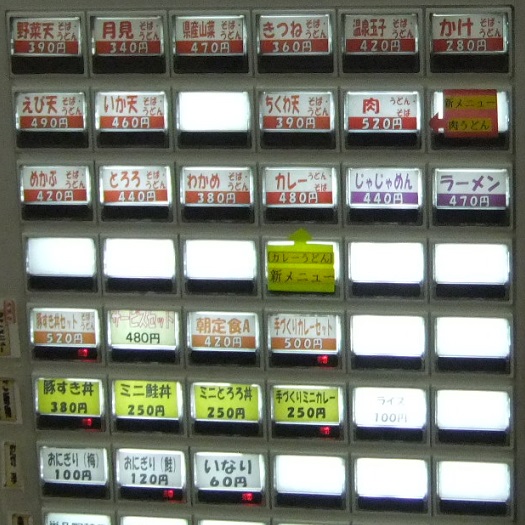 野菜天 そば うどん
390円
月見 そば うどん
340円
県産山菜 そば うどん
470円
きつね そば うどん
360円
温泉玉子 そば うどん
420円
かけ そば うどん
280円
えび天 そば うどん
490円
いか天 そば うどん
460円
ちくわ天 そば うどん
390円
肉 うどん そば
520円
新メニュー
肉うどん
めかぶ そば うどん
420円
とろろ そば うどん
440円
わかめ そば うどん
380円
カレー うどん そば
480円
じゃじゃめん
440円
ラーメン
470円
カレーうどん
新メニュー
豚すき丼セット そば うどん
520円
480円
朝定食A
420円
手づくりカレーセット
500円
豚すき丼
380円
ミニ鮭丼
250円
ミニとろろ丼
250円
手づくりミニカレー
250円
ライス
100円
おにぎり(梅)
100円
おにぎり(鮭)
120円
いなり
60円